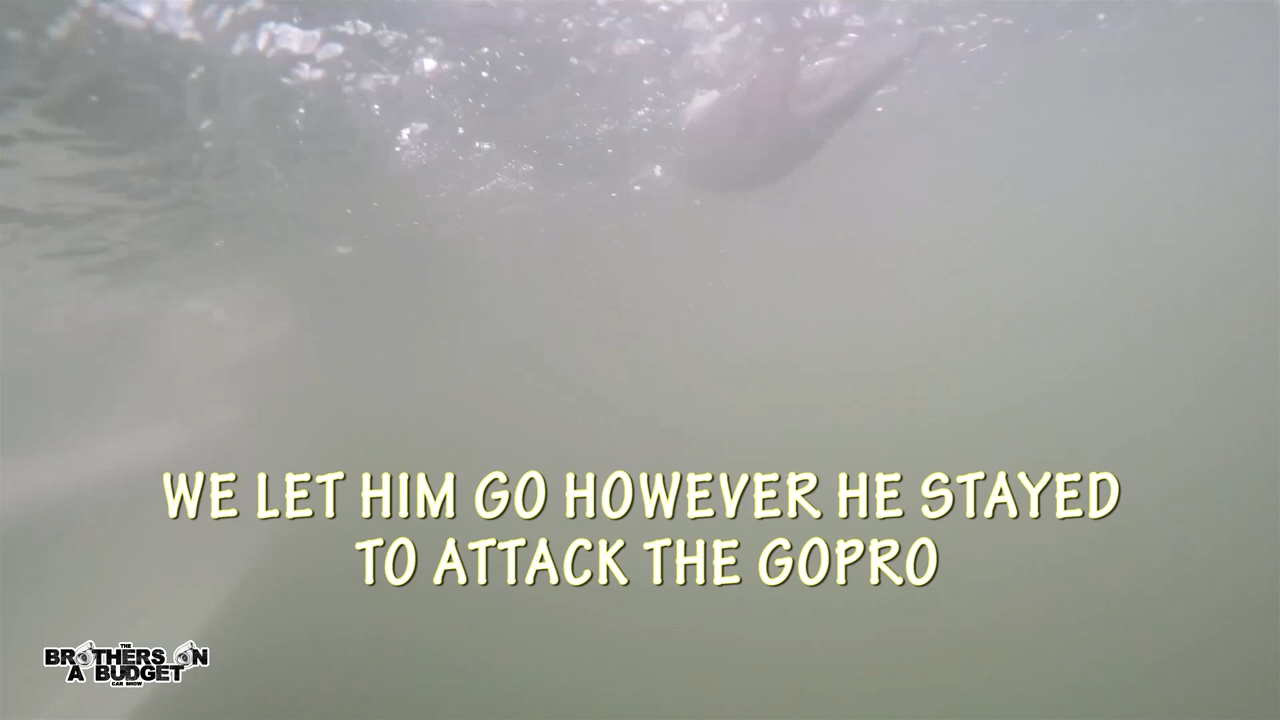 WE LET HIM GO HOWEVER HE STAYED
TO ATTACK THE GOPRO
THE
BROTHERS ON
A BUDGET
CAR SHOW